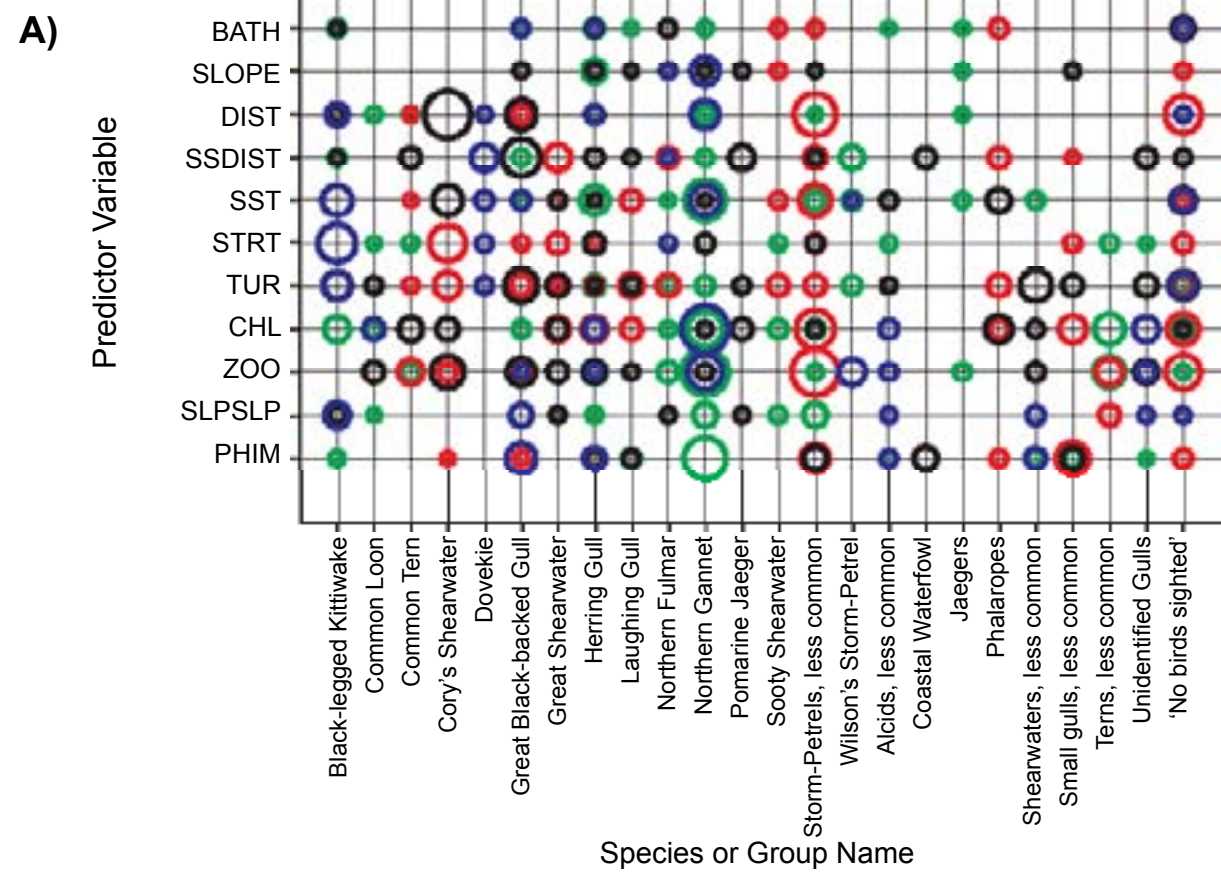 A)
Predictor Variable
BATH
SLOPE
DIST
SSDIST
SST
STRT
TUR
CHL
ZOO
SLPSLP
PHIM
Black-legged Kittiwake
Common Loon
Common Tern
Cory's Shearwater
Dovekie
Great Black-backed Gull
Great Shearwater
Herring Gull
Laughing Gull
Northern Fulmar
Northern Gannet
Pomarine Jaeger
Sooty Shearwater
Storm-Petrels, less common
Wilson's Storm-Petrel
Alcids, less common
Coastal Waterfowl
Jaegers
Phalaropes
Shearwaters, less common
Small gulls, less common
Terns, less common
Unidentified Gulls
'No birds sighted'
Species or Group Name